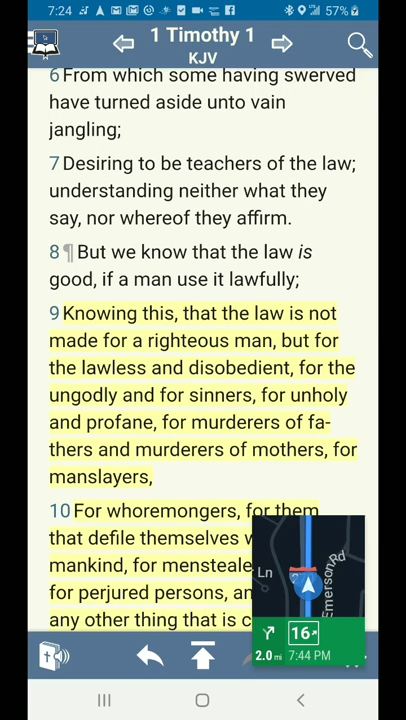 7:24
57%
1 Timothy 1
KJV
6 From which some having swerved
have turned aside unto vain
jangling;
7 Desiring to be teachers of the law;
understanding neither what they
say, nor whereof they affirm.
8 ¶ But we know that the law is
good, if a man use it lawfully;
9 Knowing this, that the law is not
made for a righteous man, but for
the lawless and disobedient, for the
ungodly and for sinners, for unholy
and profane, for murderers of fa-
thers and murderers of mothers, for
manslayers,
10 For whoremongers, for them
that defile themselves w
mankind, for mensteale
for perjured persons, an
any other thing that is c
Ln
Emerson Rd
16
2.0 mi 7:44 PM